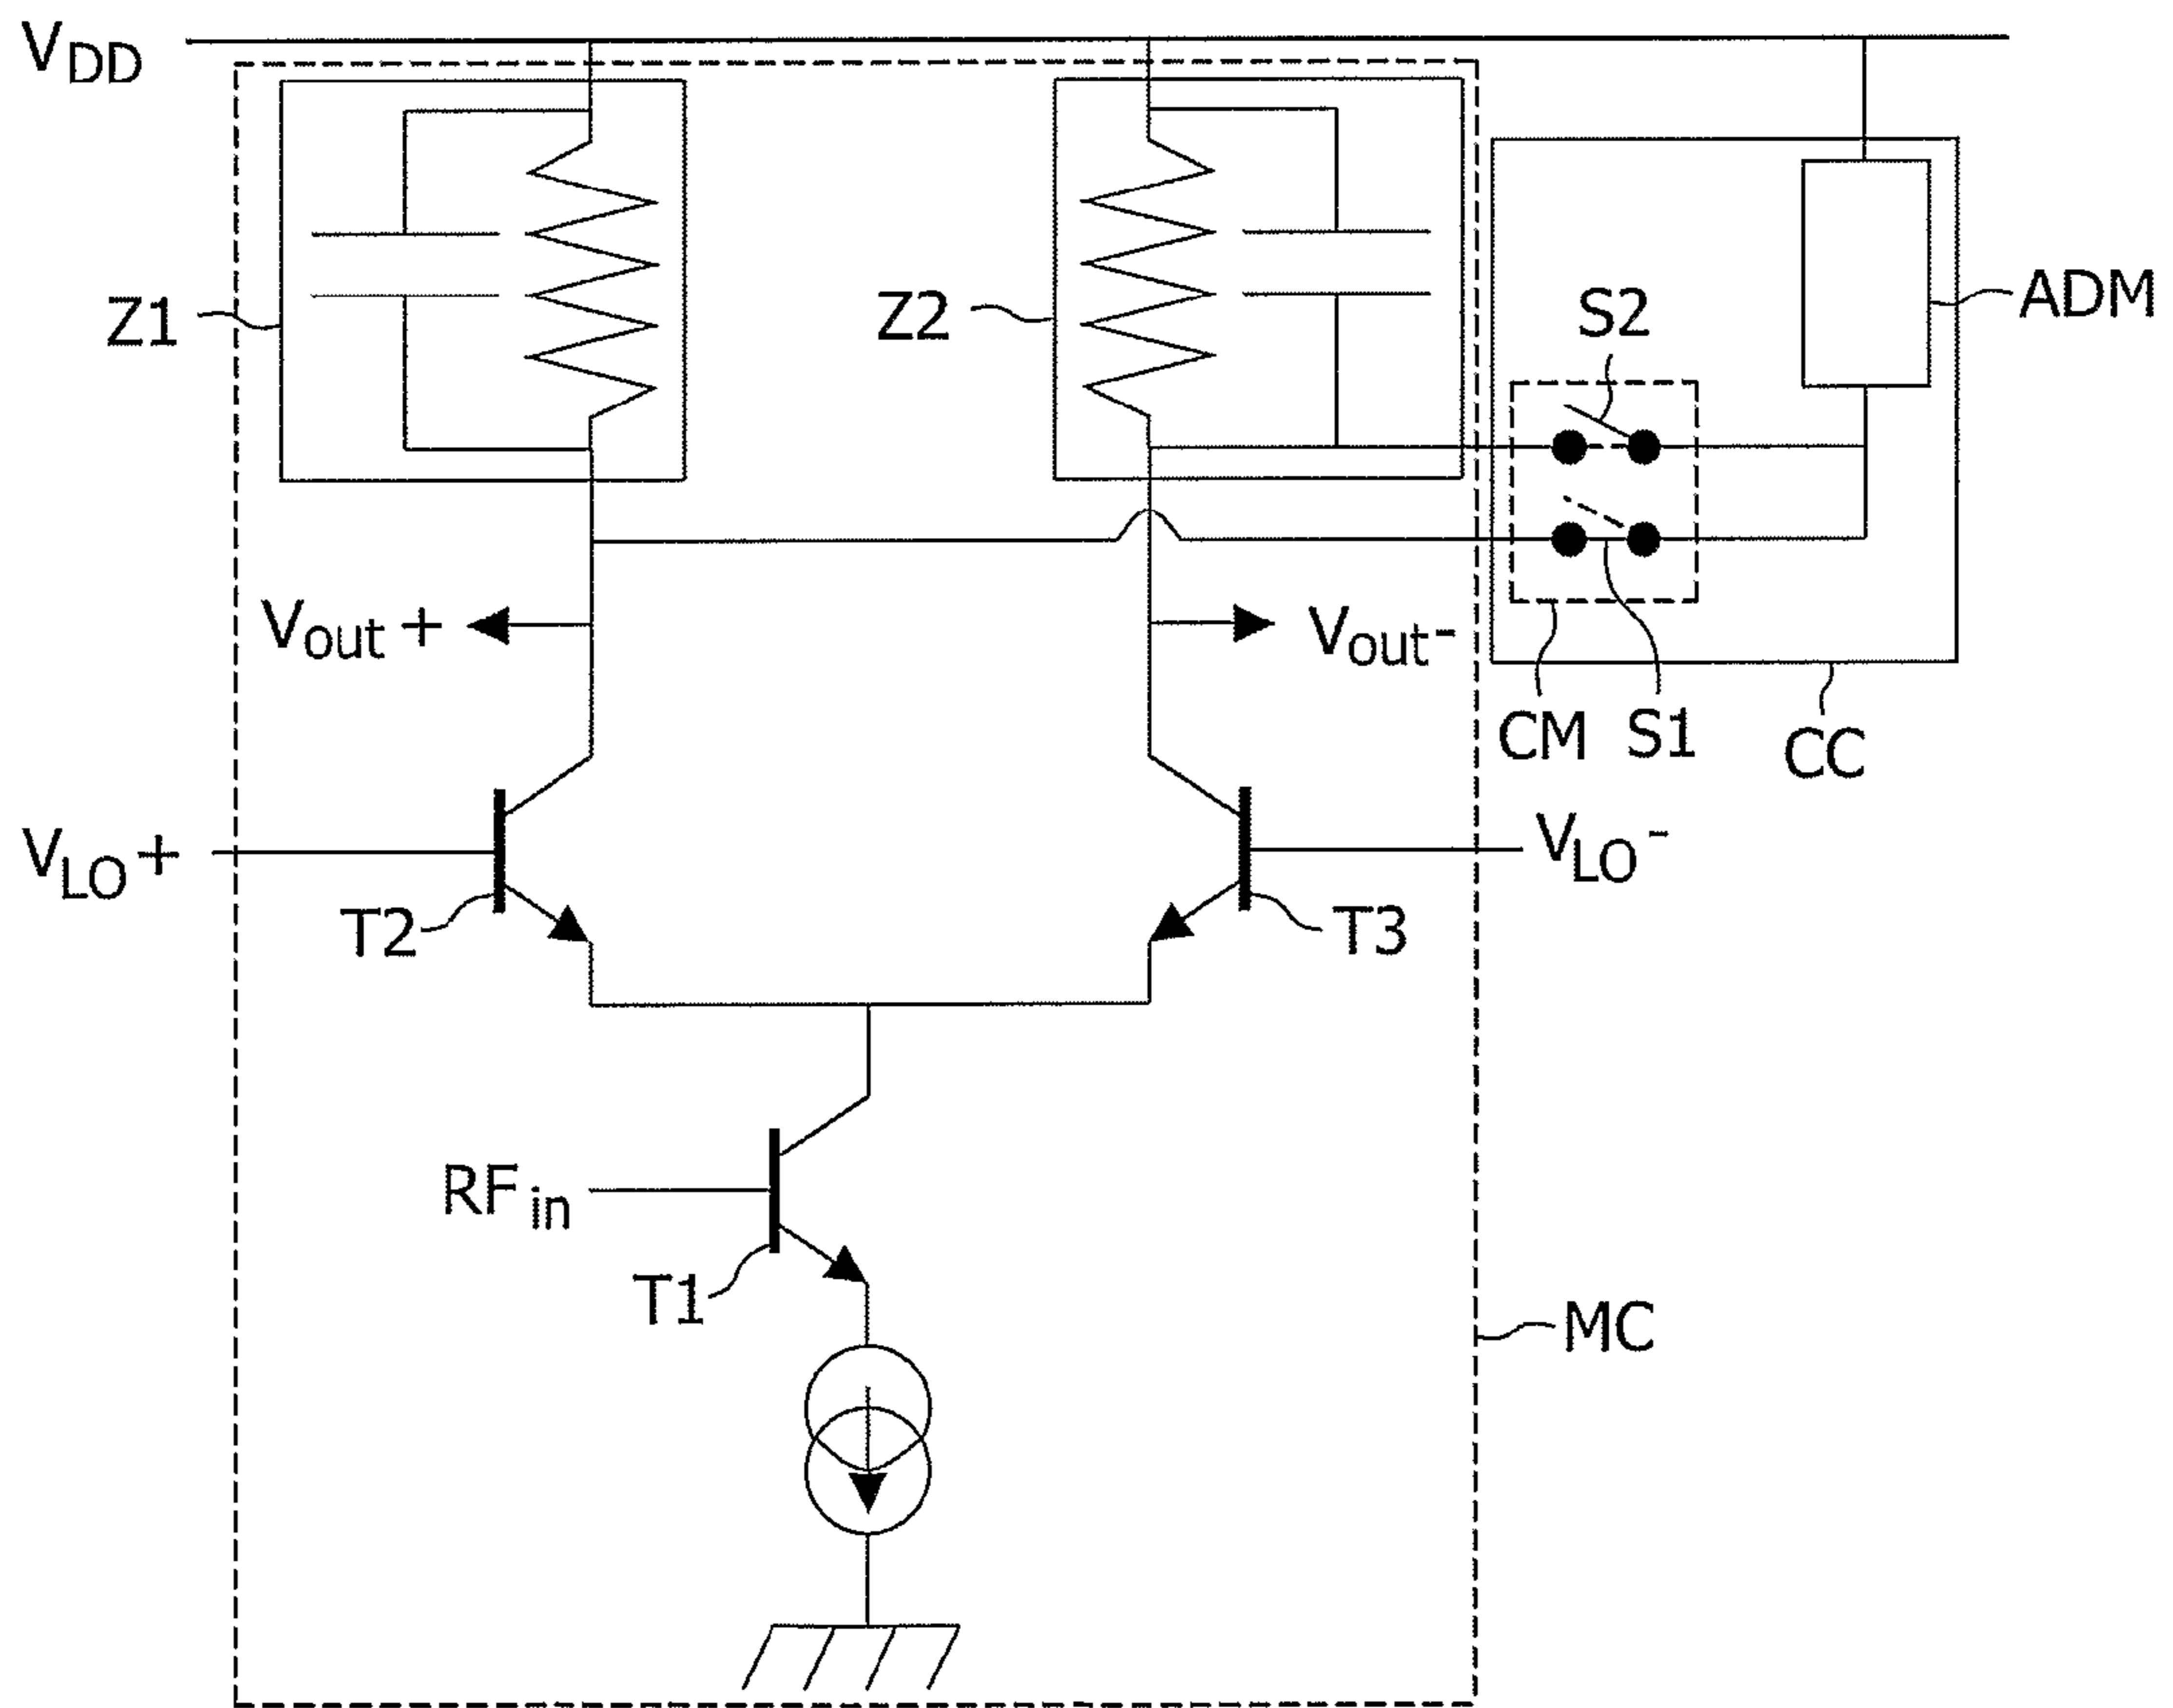 VDD
Z1
Z2
S2
ADM
Vout+
Vout-
CM
S1
CC
VLO+
VLO-
T2
T3
RFin
T1
MC